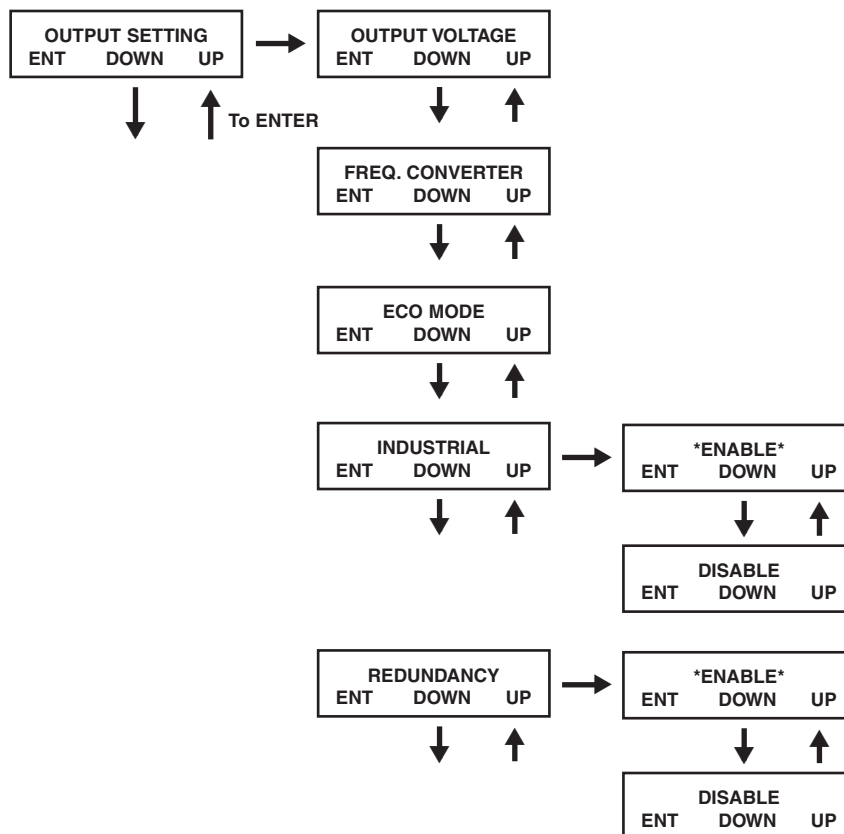 OUTPUT SETTING
ENT DOWN UP
To ENTER
OUTPUT VOLTAGE
ENT DOWN UP
FREQ. CONVERTER
ENT DOWN UP
ECO MODE
ENT DOWN UP
INDUSTRIAL
ENT DOWN UP
*ENABLE*
ENT DOWN UP
DISABLE
ENT DOWN UP
REDUNDANCY
ENT DOWN UP
*ENABLE*
ENT DOWN UP
DISABLE
ENT DOWN UP